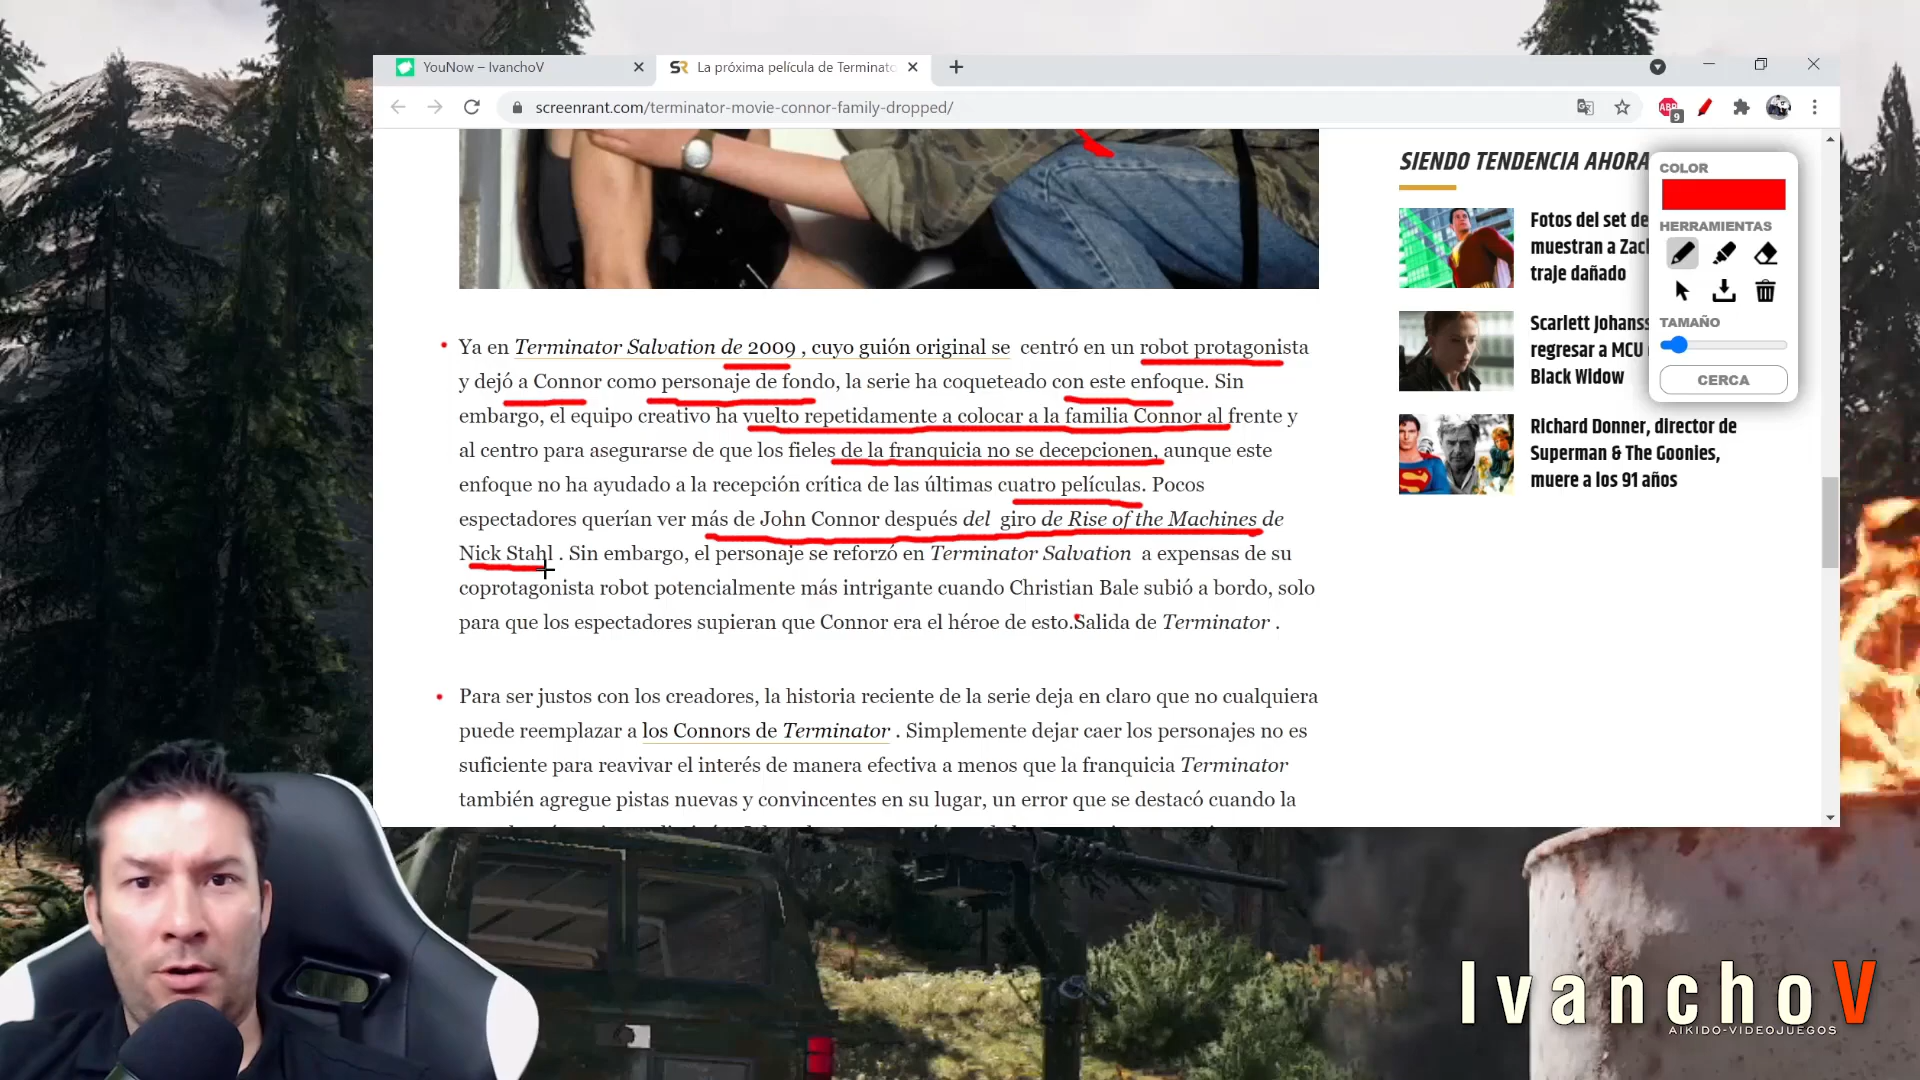 YouNow – IvanchoV
SR La próxima película de Terminato
screenrant.com/terminator-movie-connor-family-dropped/
ABP
9
SIENDO TENDENCIA AHORA
COLOR
Fotos del set de
HERRAMIENTAS
muestran a Zac
traje dañado
Scarlett Johanss
TAMAÑO
regresar a MCU
Black Widow
CERCA
Richard Donner, director de
Superman & The Goonies,
muere a los 91 años
Ya en Terminator Salvation de 2009 , cuyo guión original se centró en un robot protagonista
y dejó a Connor como personaje de fondo, la serie ha coqueteado con este enfoque. Sin
embargo, el equipo creativo ha vuelto repetidamente a colocar a la familia Connor al frente y
al centro para asegurarse de que los fieles de la franquicia no se decepcionen, aunque este
enfoque no ha ayudado a la recepción crítica de las últimas cuatro películas. Pocos
espectadores querían ver más de John Connor después del giro de Rise of the Machines de
Nick Stahl . Sin embargo, el personaje se reforzó en Terminator Salvation a expensas de su
coprotagonista robot potencialmente más intrigante cuando Christian Bale subió a bordo, solo
para que los espectadores supieran que Connor era el héroe de esto.Salida de Terminator .
Para ser justos con los creadores, la historia reciente de la serie deja en claro que no cualquiera
puede reemplazar a los Connors de Terminator . Simplemente dejar caer los personajes no es
suficiente para reavivar el interés de manera efectiva a menos que la franquicia Terminator
también agregue pistas nuevas y convincentes en su lugar, un error que se destacó cuando la
IvanchoV
AIKIDO-VIDEOJUEGOS